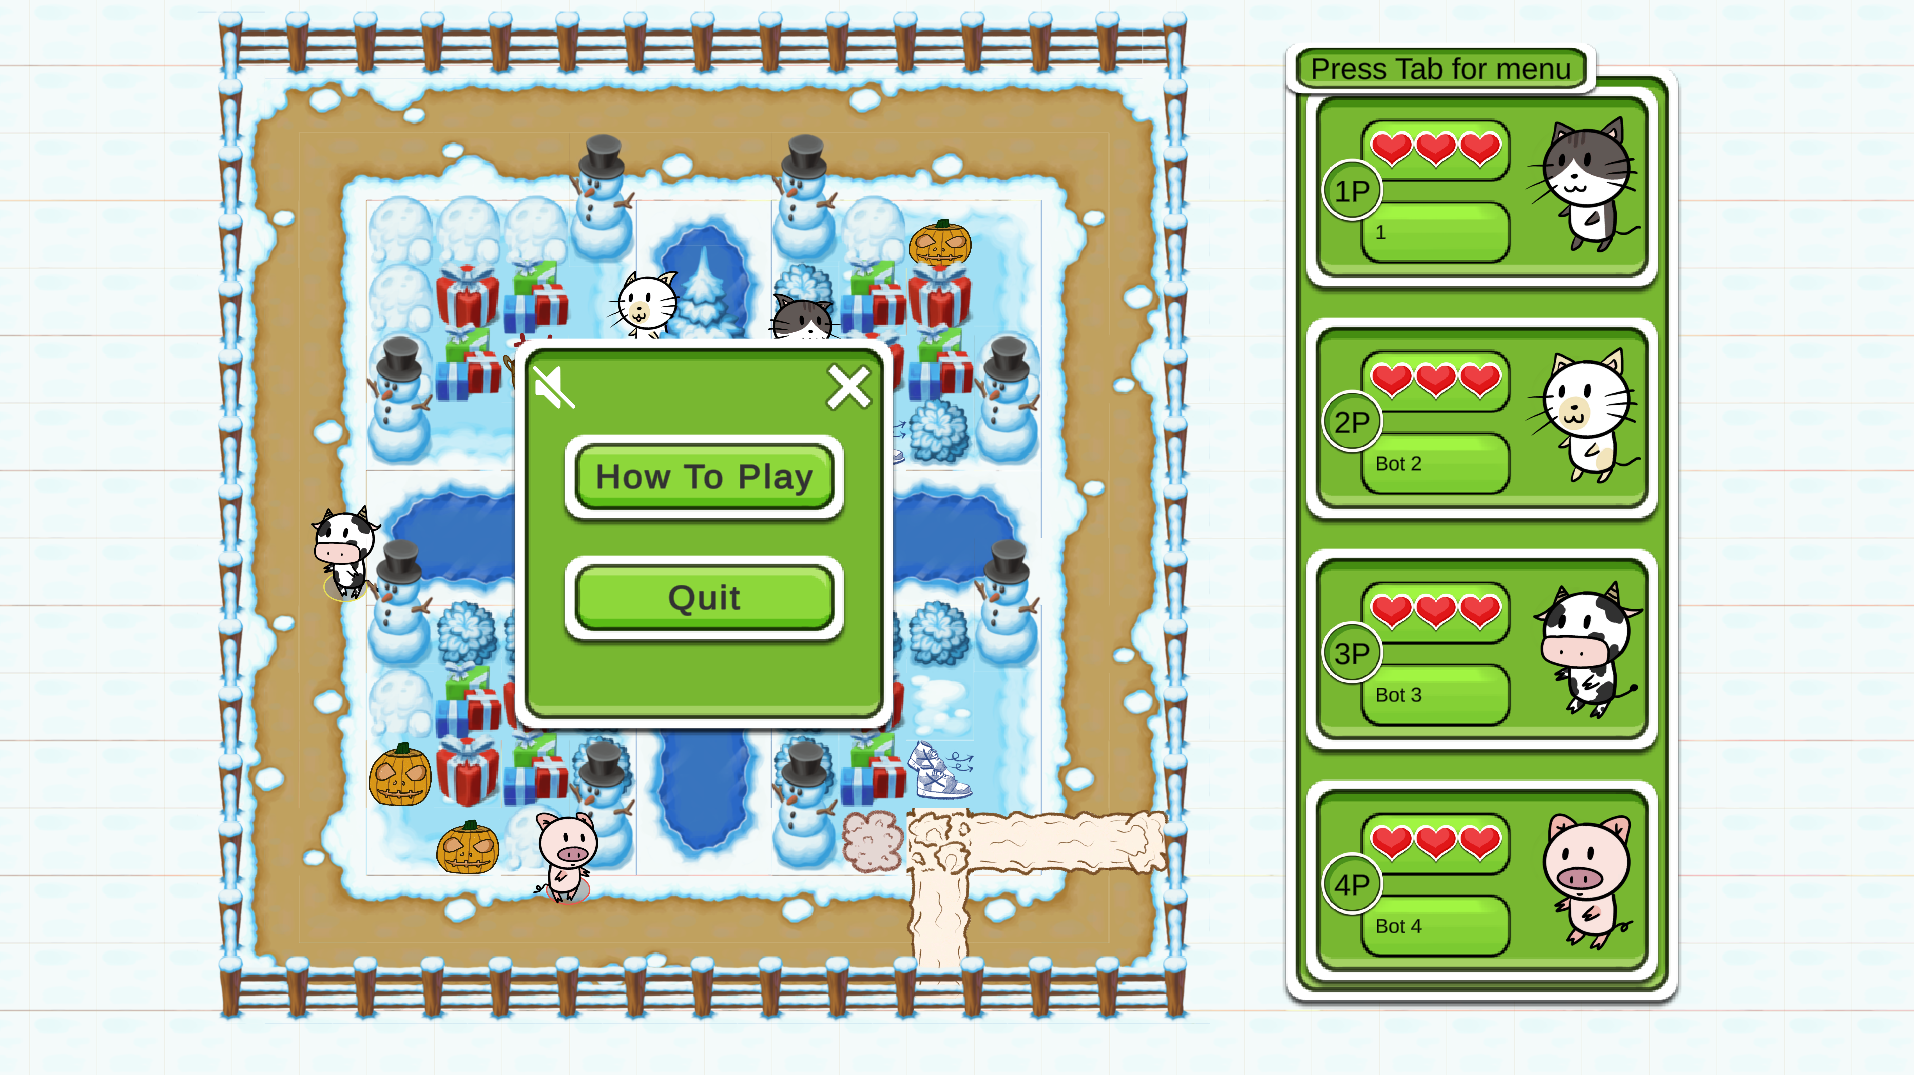 Press Tab for menu
1P
1
2P
Bot 2
3P
Bot 3
4P
Bot 4
How To Play
Quit